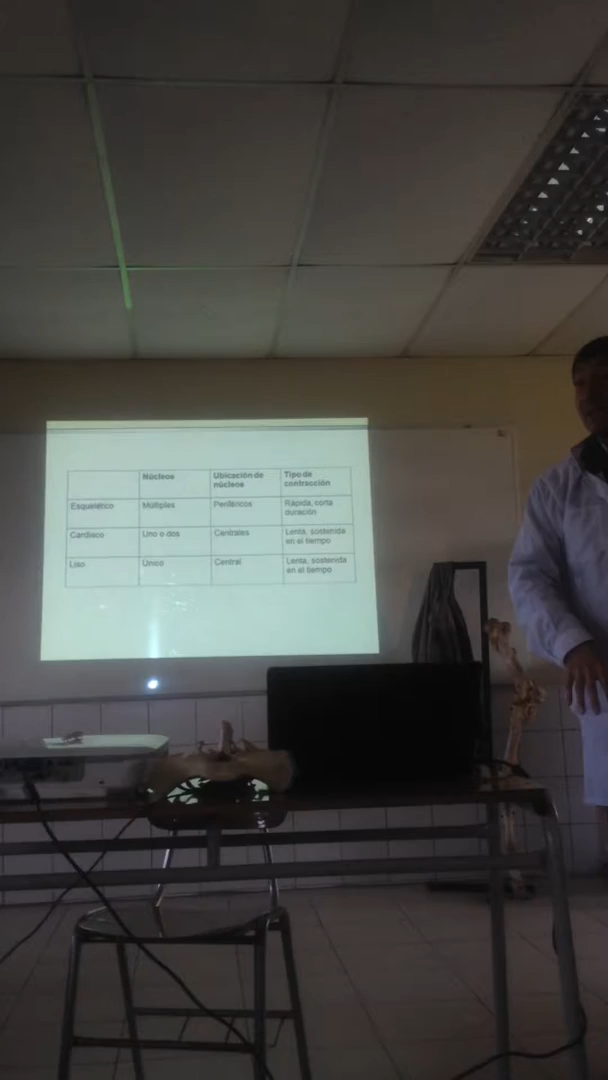 Núcleos
Ubicación de
núcleos
Tipo de
contracción
Esquelético
Múltiples
Periféricos
Rápida, corta
duración
Cardiaco
Uno o dos
Centrales
Lenta, sostenida
en el tiempo
Liso
Único
Central
Lenta, sostenida
en el tiempo